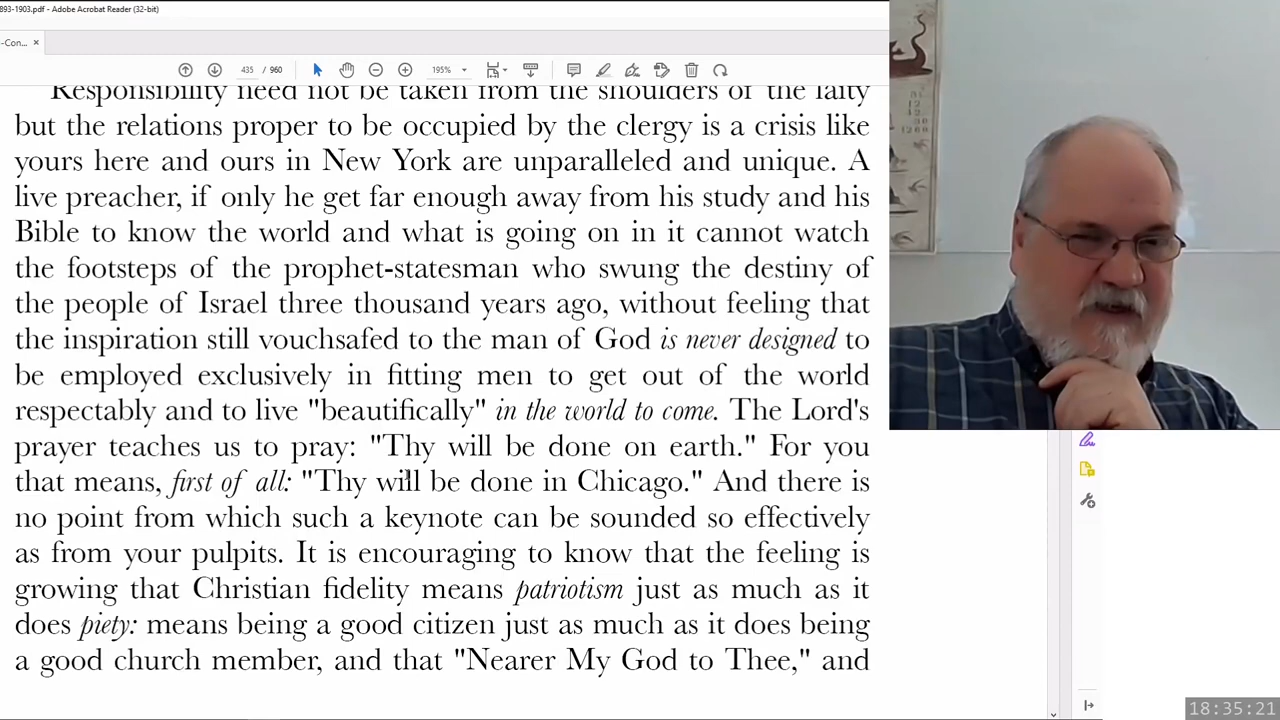 893-1903.pdf - Adobe Acrobat Reader (32-bit)
-Con...
435 / 960
195%
Responsibility need not be taken from the shoulders of the laity
but the relations proper to be occupied by the clergy is a crisis like
yours here and ours in New York are unparalleled and unique. A
live preacher, if only he get far enough away from his study and his
Bible to know the world and what is going on in it cannot watch
the footsteps of the prophet-statesman who swung the destiny of
the people of Israel three thousand years ago, without feeling that
the inspiration still vouchsafed to the man of God is never designed to
be employed exclusively in fitting men to get out of the world
respectably and to live "beautifically" in the world to come. The Lord's
prayer teaches us to pray: "Thy will be done on earth." For you
that means, first of all: "Thy will be done in Chicago." And there is
no point from which such a keynote can be sounded so effectively
as from your pulpits. It is encouraging to know that the feeling is
growing that Christian fidelity means patriotism just as much as it
does piety: means being a good citizen just as much as it does being
a good church member, and that "Nearer My God to Thee," and
18:35:21